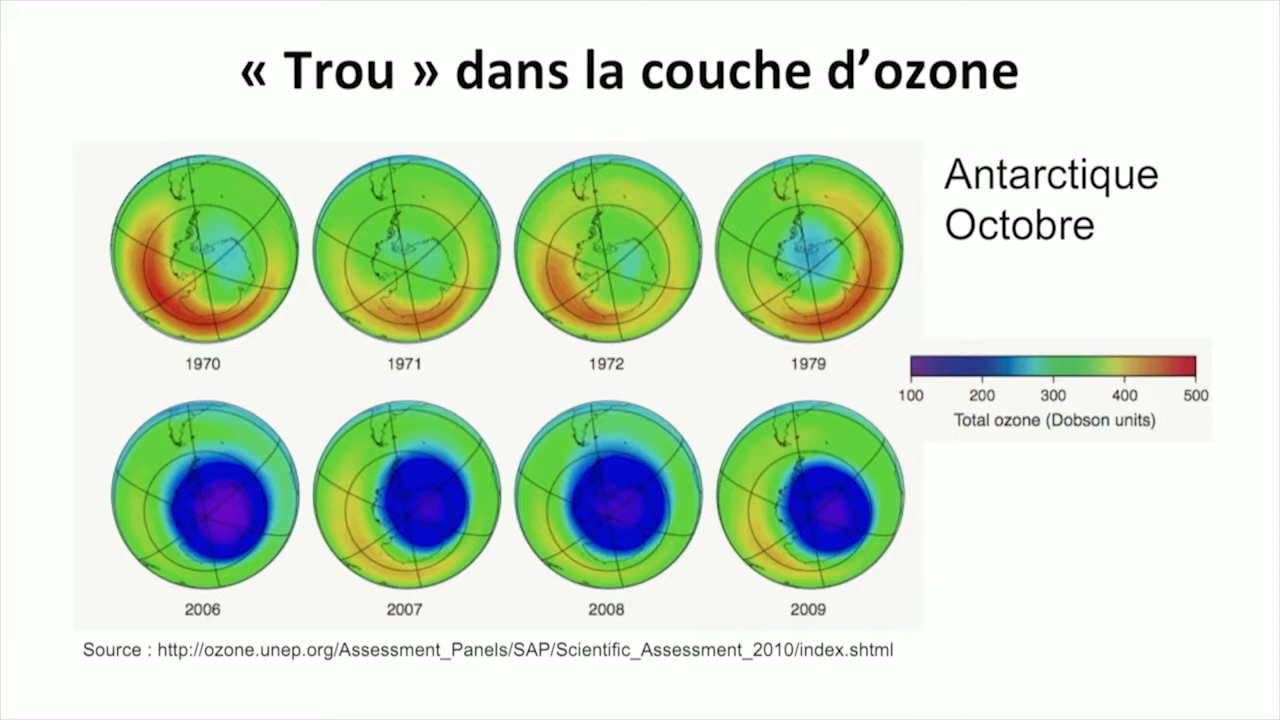 « Trou » dans la couche d’ozone
Antarctique
Octobre
1970 1971 1972 1979
100 200 300 400 500
Total ozone (Dobson units)
2006 2007 2008 2009
Source : http://ozone.unep.org/Assessment_Panels/SAP/Scientific_Assessment_2010/index.shtml